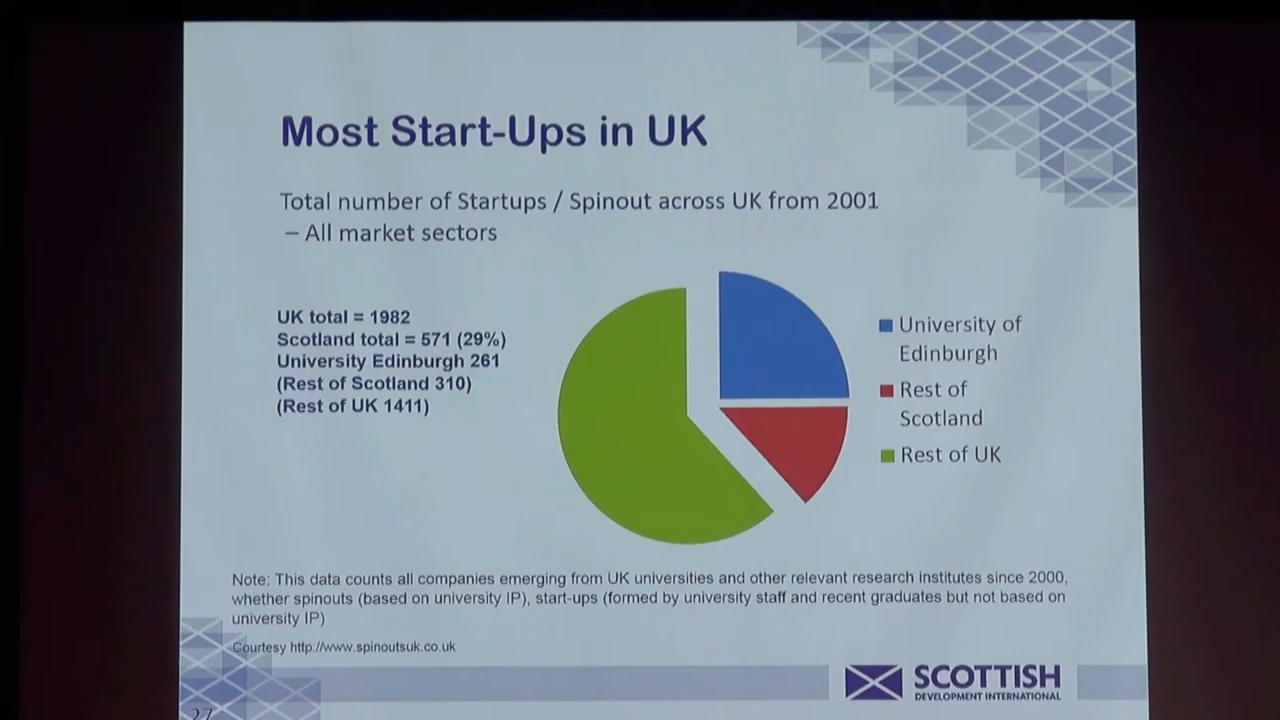 Most Start-Ups in UK
Total number of Startups / Spinout across UK from 2001
– All market sectors
UK total = 1982
Scotland total = 571 (29%)
University Edinburgh 261
(Rest of Scotland 310)
(Rest of UK 1411)
University of
Edinburgh
Rest of
Scotland
Rest of UK
Note: This data counts all companies emerging from UK universities and other relevant research institutes since 2000,
whether spinouts (based on university IP), start-ups (formed by university staff and recent graduates but not based on
university IP)
Courtesy http://www.spinoutsuk.co.uk
SCOTTISH
DEVELOPMENT INTERNATIONAL
27